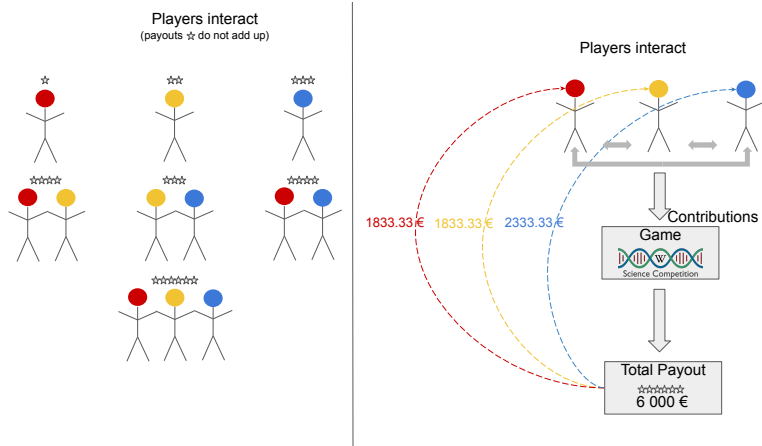 Players interact
(payouts ☆ do not add up)
☆
☆☆
☆☆☆
☆☆☆☆
☆☆☆
☆☆☆☆
☆☆☆☆☆☆
Players interact
1833.33 €
1833.33 €
2333.33 €
Contributions
Game
W
Science Competition
Total Payout
☆☆☆☆☆☆
6 000 €